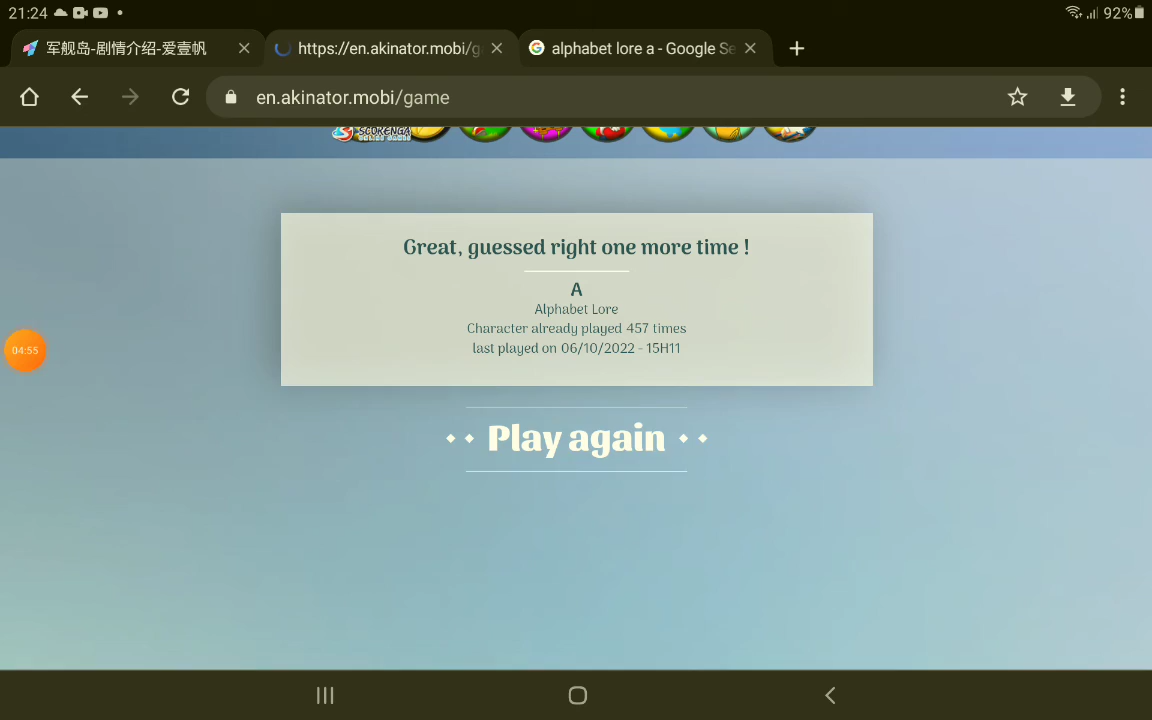 21:24
92%
军舰岛-剧情介绍-爱壹帆
https://en.akinator.mobi/g
alphabet lore a - Google Se
en.akinator.mobi/game
SCORENGA
Great, guessed right one more time !
A
Alphabet Lore
Character already played 457 times
last played on 06/10/2022 - 15H11
04:55
Play again